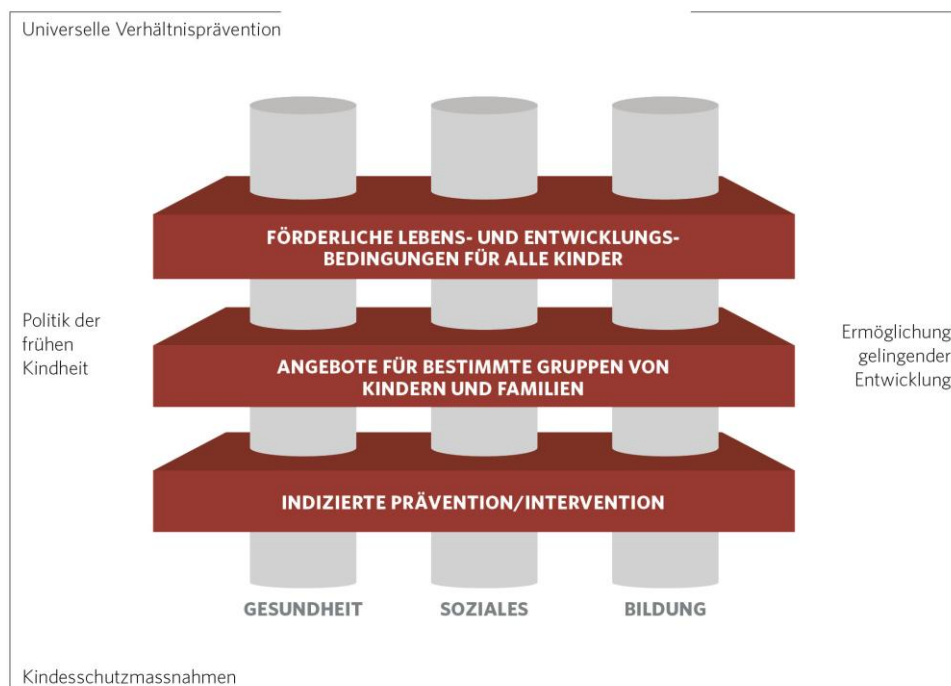 Universelle Verhältnisprävention
FÖRDERLICHE LEBENS- UND ENTWICKLUNGS-
BEDINGUNGEN FÜR ALLE KINDER
Politik der
frühen
Kindheit
Ermöglichung
gelingender
Entwicklung
ANGEBOTE FÜR BESTIMMTE GRUPPEN VON
KINDERN UND FAMILIEN
INDIZIERTE PRÄVENTION/INTERVENTION
GESUNDHEIT
SOZIALES
BILDUNG
Kindesschutzmassnahmen